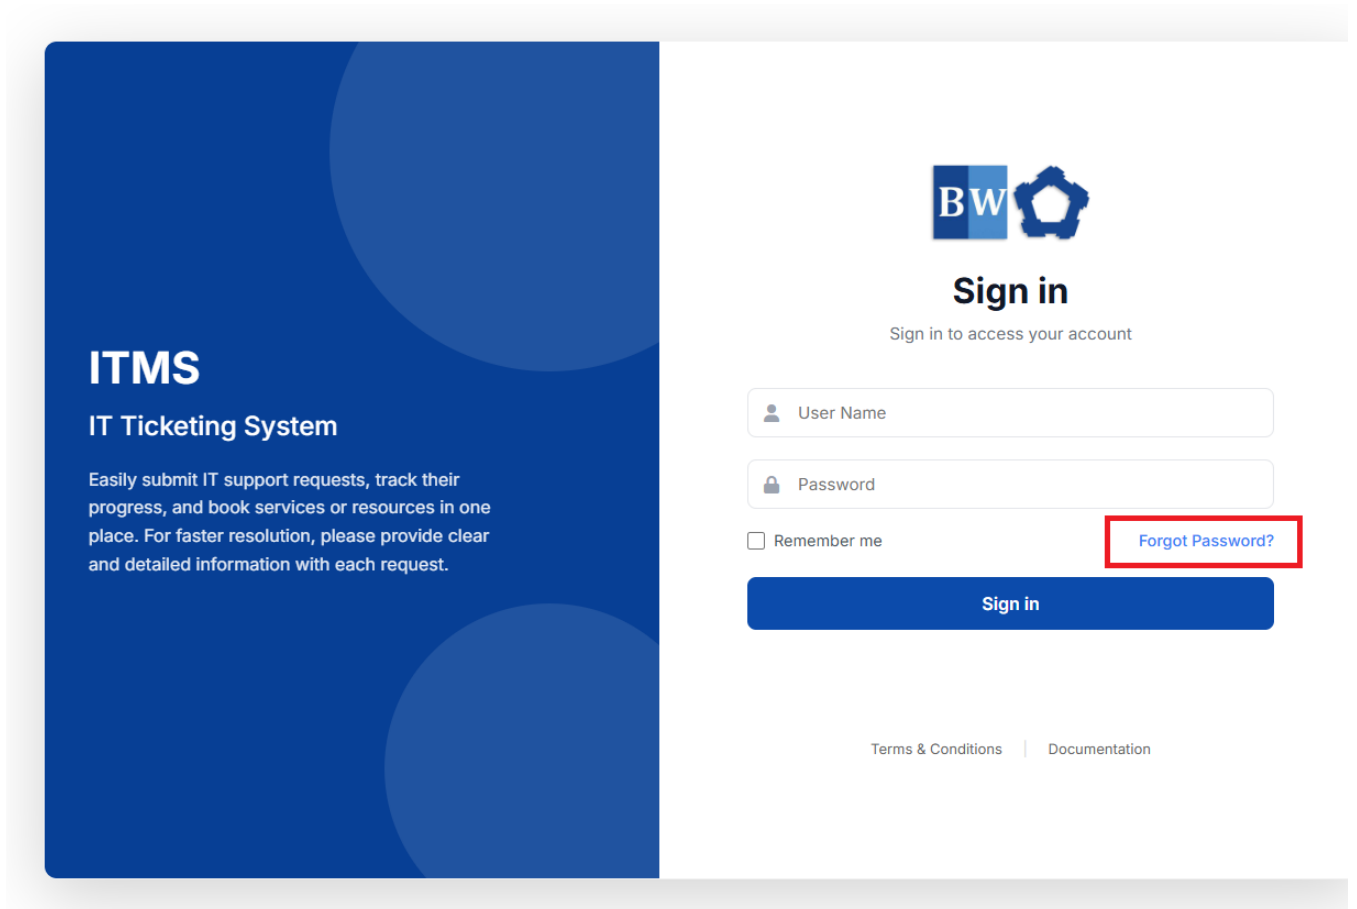 ITMS
IT Ticketing System
Easily submit IT support requests, track their
progress, and book services or resources in one
place. For faster resolution, please provide clear
and detailed information with each request.
BW
Sign in
Sign in to access your account
User Name
Password
Remember me
Forgot Password?
Sign in
Terms & Conditions
Documentation